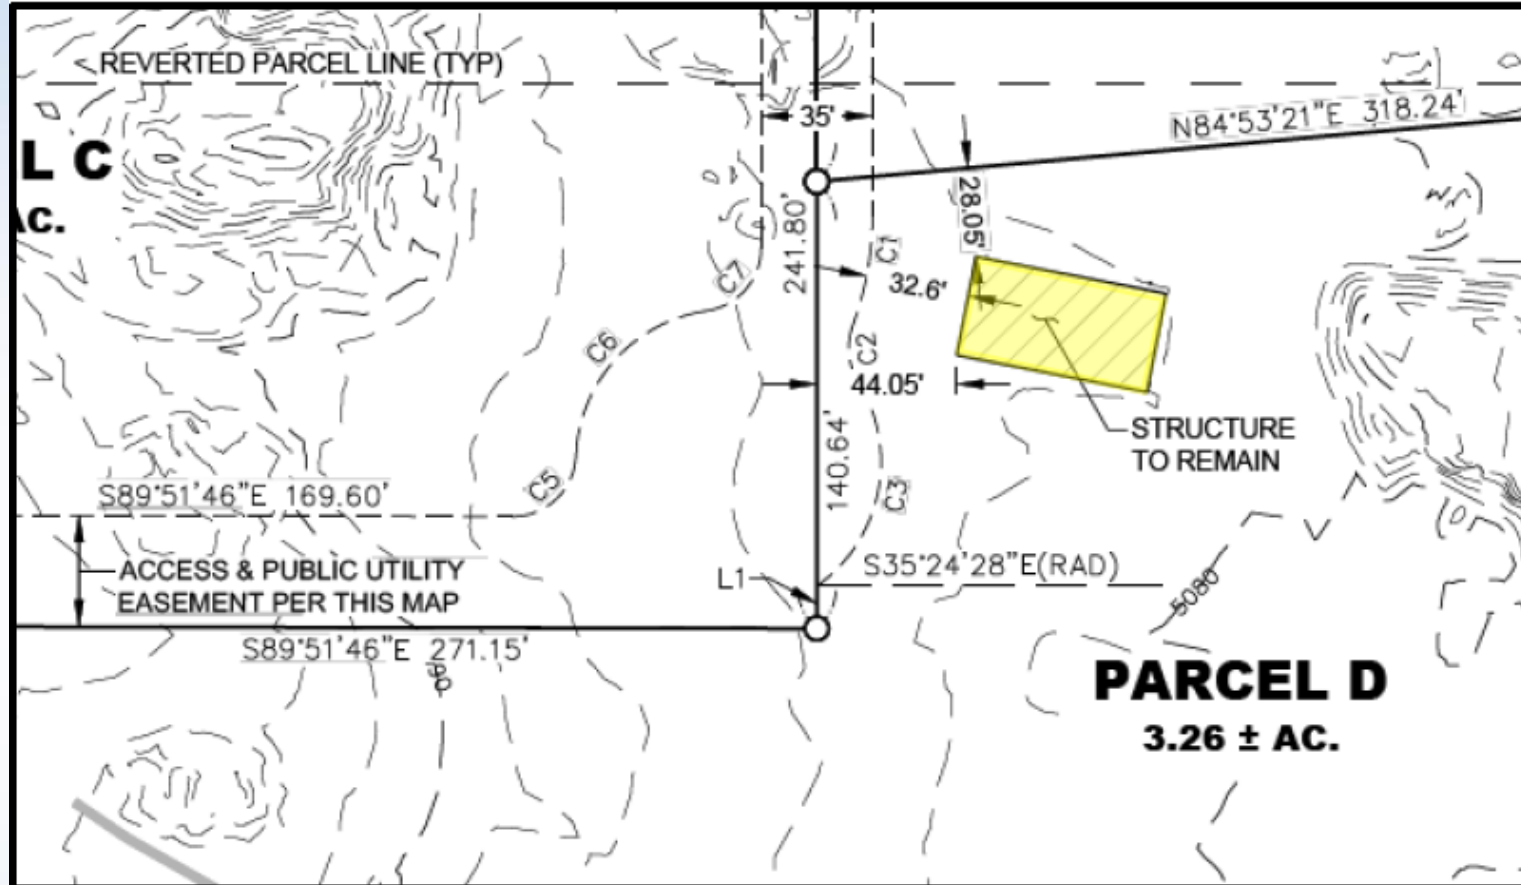 REVERTED PARCEL LINE (TYP)
35'
N84°53'21"E 318.24'
L C
AC.
28.05'
241.80'
C1
C7
32.6'
C6
C2
44.05'
140.64'
STRUCTURE
TO REMAIN
C5
C3
S89°51'46"E 169.60'
ACCESS & PUBLIC UTILITY
EASEMENT PER THIS MAP
L1
S35°24'28"E(RAD)
5080
S89°51'46"E 271.15'
PARCEL D
3.26 ± AC.